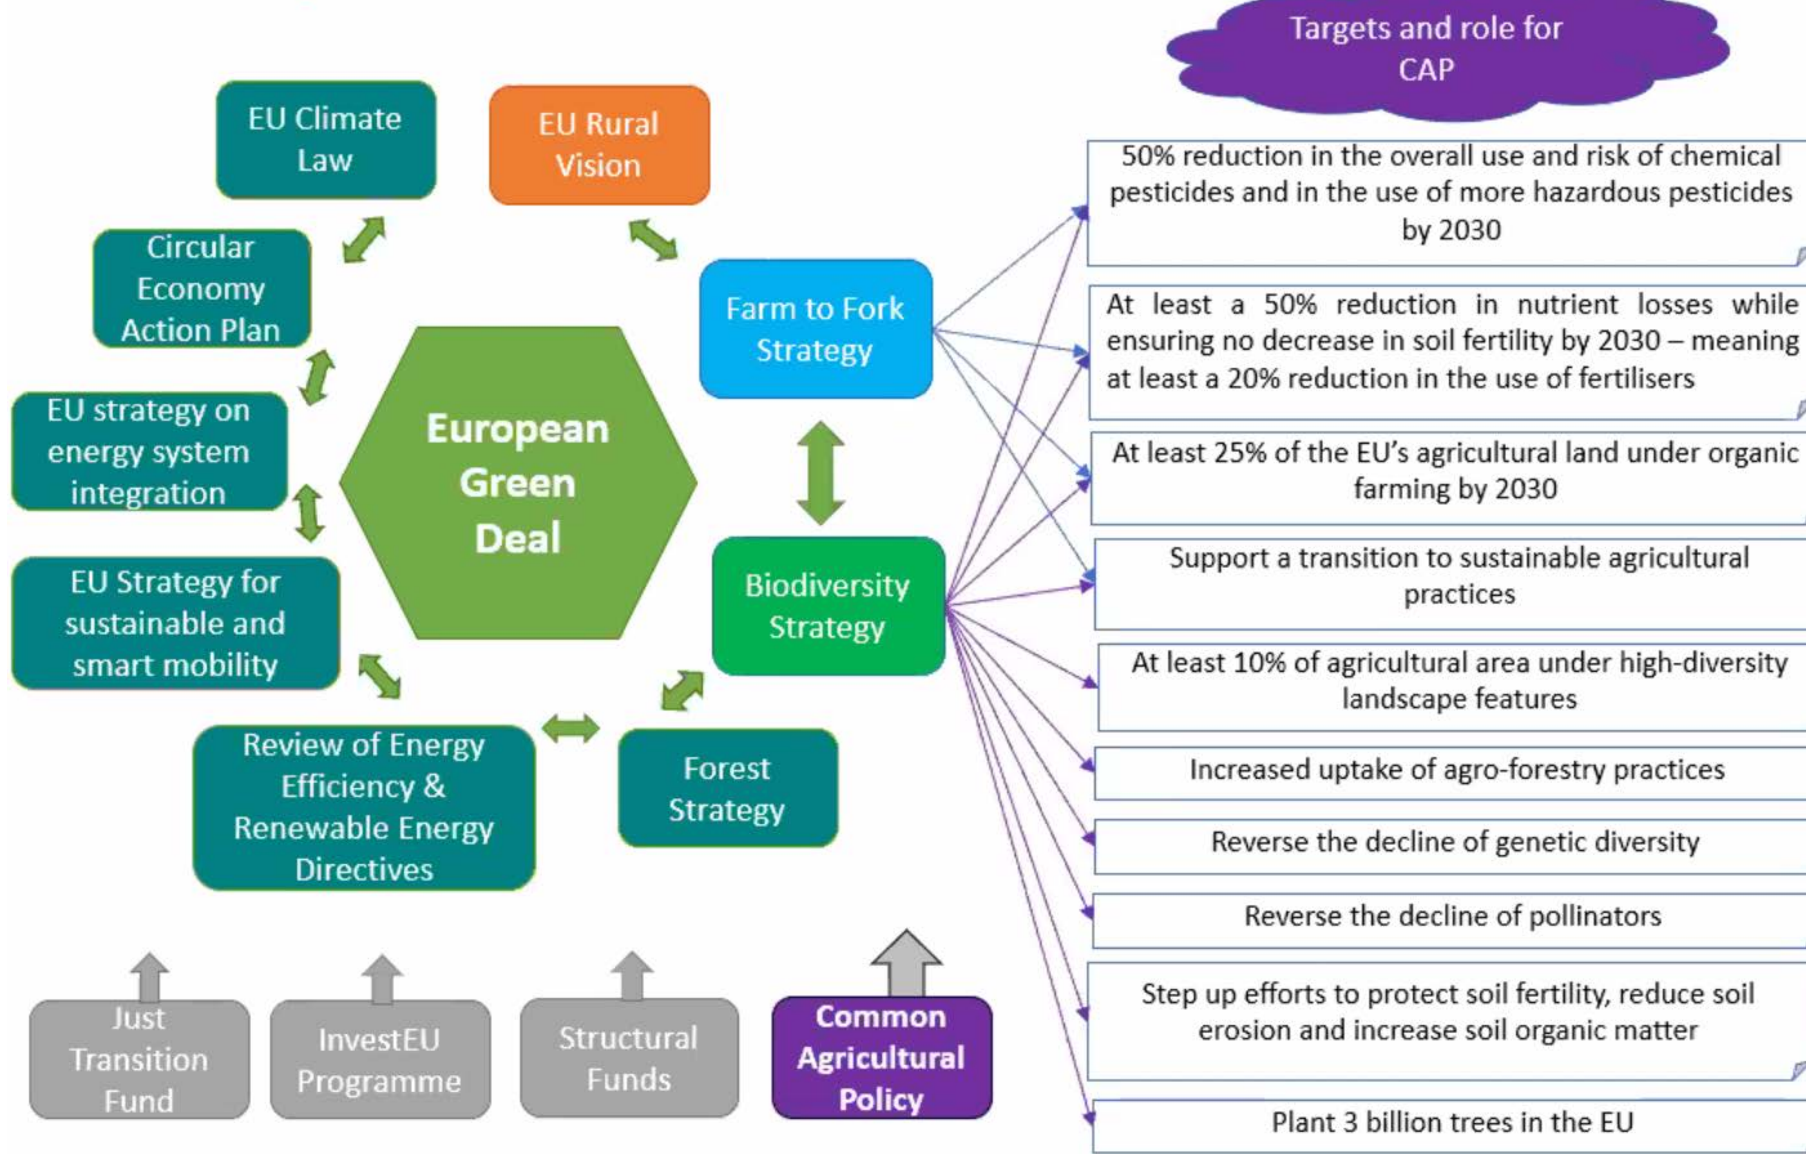 Targets and role for
CAP
EU Climate
Law
EU Rural
Vision
Circular
Economy
Action Plan
Farm to Fork
Strategy
EU strategy on
energy system
integration
European
Green
Deal
EU Strategy for
sustainable and
smart mobility
Biodiversity
Strategy
Review of Energy
Efficiency &
Renewable Energy
Directives
Forest
Strategy
Just
Transition
Fund
InvestEU
Programme
Structural
Funds
Common
Agricultural
Policy
50% reduction in the overall use and risk of chemical
pesticides and in the use of more hazardous pesticides
by 2030
At least a 50% reduction in nutrient losses while
ensuring no decrease in soil fertility by 2030 – meaning
at least a 20% reduction in the use of fertilisers
At least 25% of the EU’s agricultural land under organic
farming by 2030
Support a transition to sustainable agricultural
practices
At least 10% of agricultural area under high-diversity
landscape features
Increased uptake of agro-forestry practices
Reverse the decline of genetic diversity
Reverse the decline of pollinators
Step up efforts to protect soil fertility, reduce soil
erosion and increase soil organic matter
Plant 3 billion trees in the EU